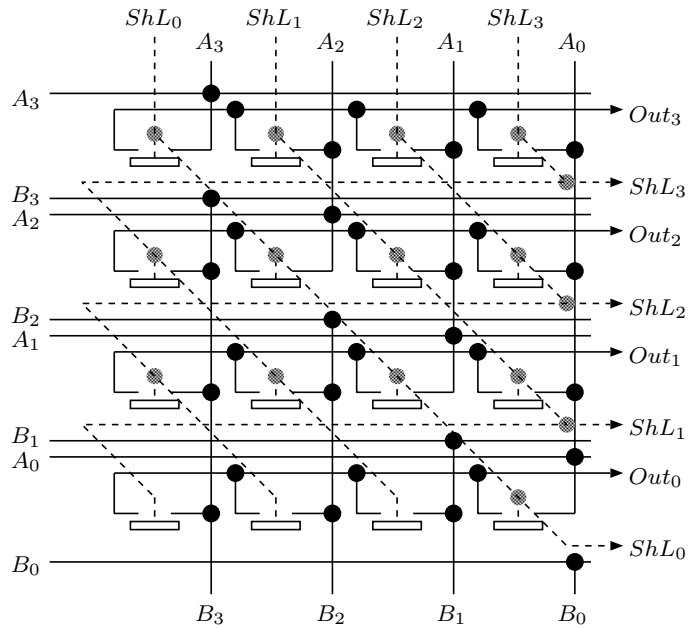 ShL₀ ShL₁ ShL₂ ShL₃
A₃ A₂ A₁ A₀
A₃
Out₃
ShL₃
B₃
A₂
Out₂
ShL₂
B₂
A₁
Out₁
ShL₁
B₁
A₀
Out₀
ShL₀
B₀
B₃ B₂ B₁ B₀